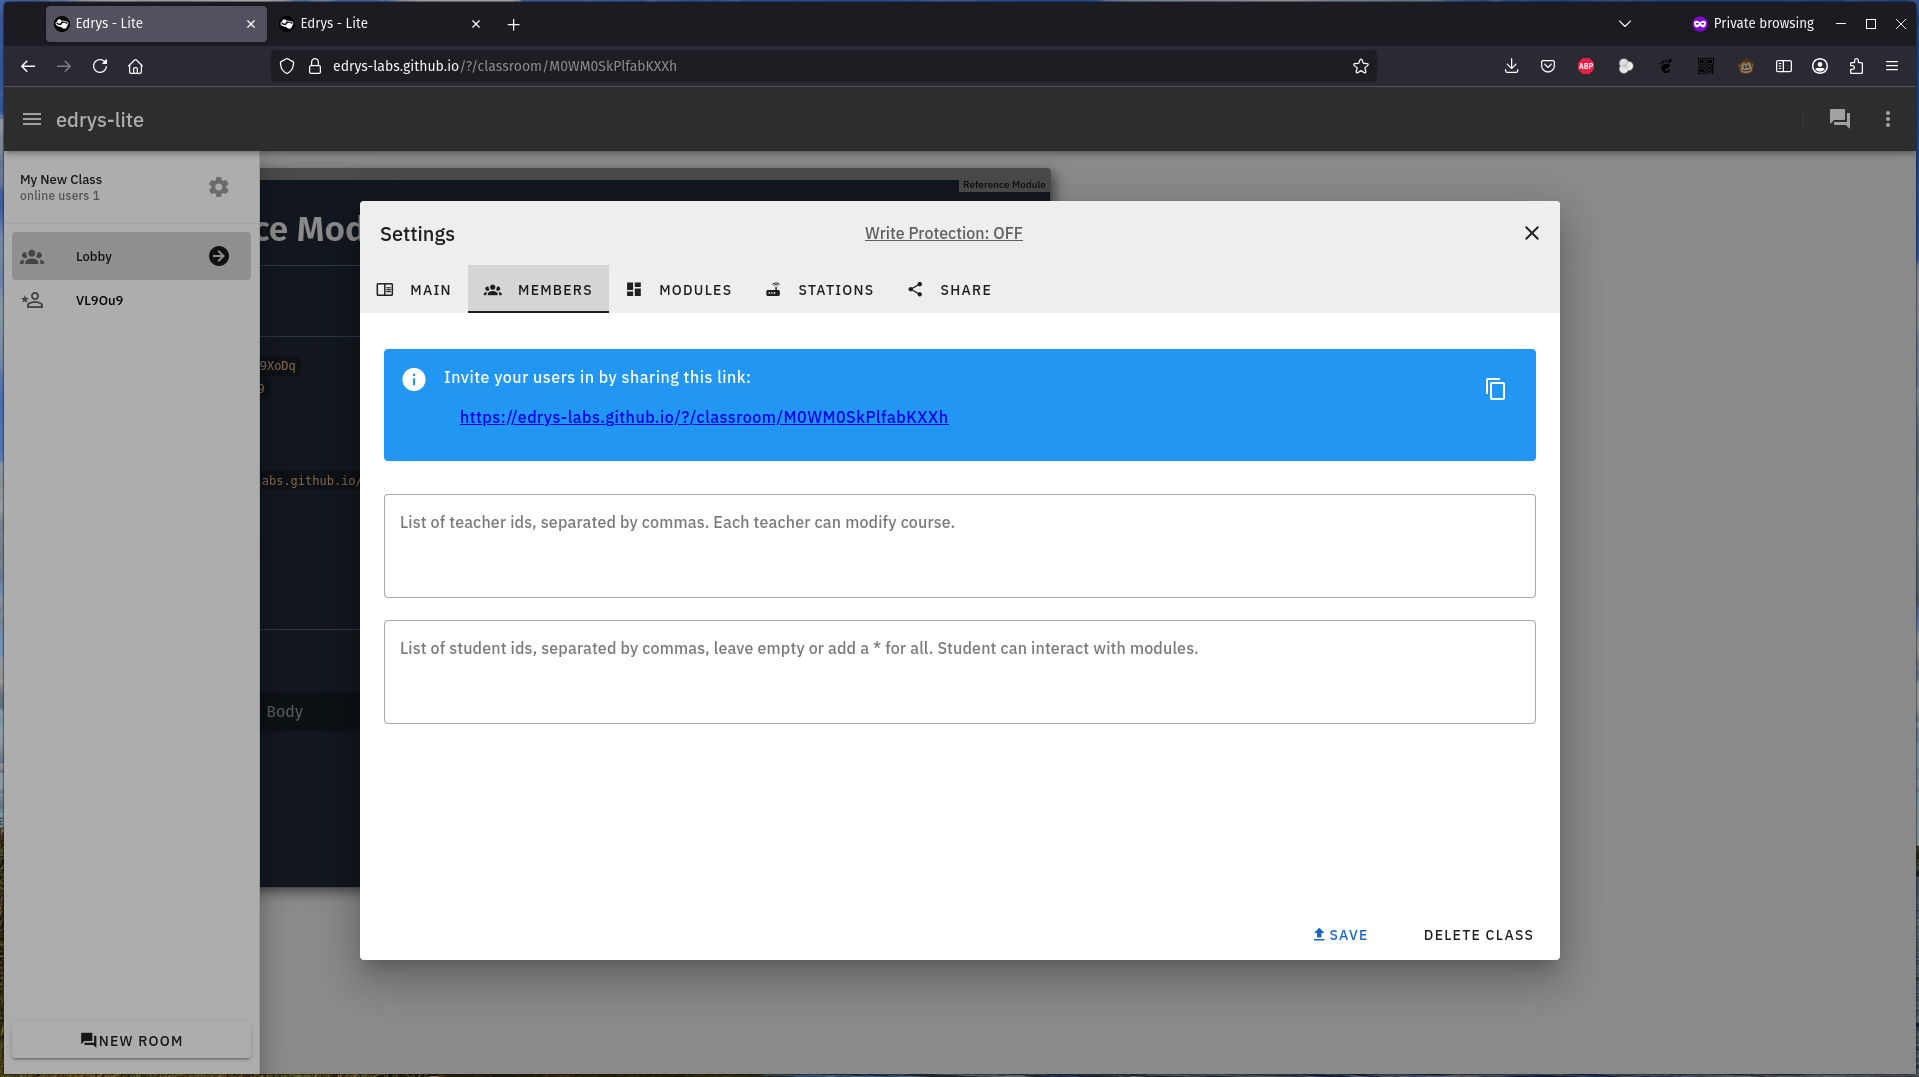 Edrys - Lite
Edrys - Lite
Private browsing
edrys-labs.github.io/?/classroom/M0WM0SkPlfabKXXh
ABP
edrys-lite
My New Class
online users 1
Lobby
VL9Ou9
NEW ROOM
Reference Module
ce Mod
9XoDq
9
labs.github.io/
Body
Settings
Write Protection: OFF
MAIN
MEMBERS
MODULES
STATIONS
SHARE
Invite your users in by sharing this link:
https://edrys-labs.github.io/?/classroom/M0WM0SkPlfabKXXh
List of teacher ids, separated by commas. Each teacher can modify course.
List of student ids, separated by commas, leave empty or add a * for all. Student can interact with modules.
SAVE
DELETE CLASS